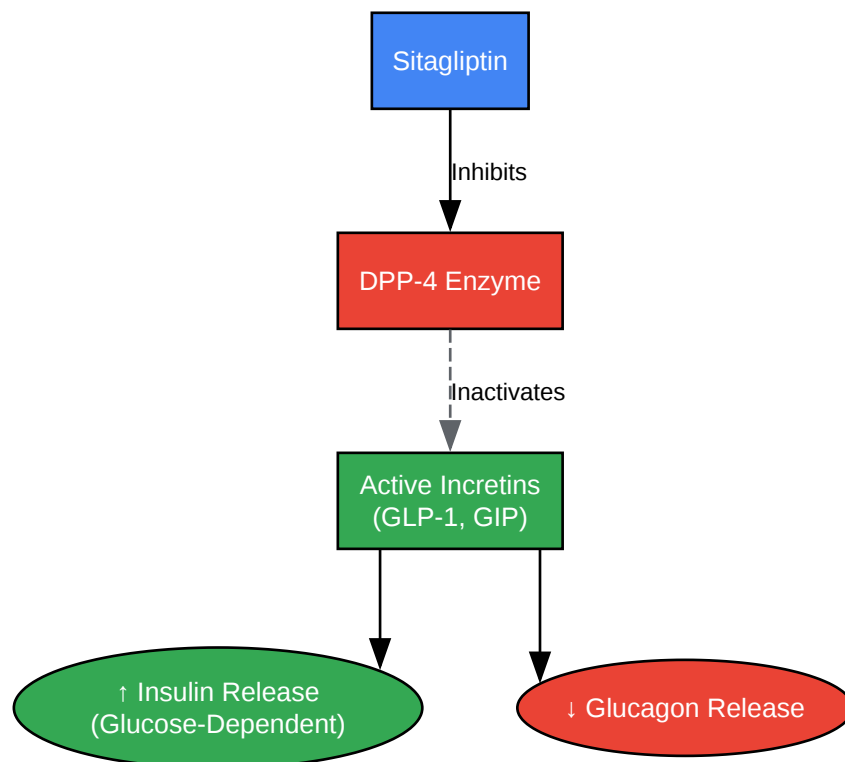 Sitagliptin
Inhibits
DPP-4 Enzyme
Inactivates
Active Incretins
(GLP-1, GIP)
↑ Insulin Release
(Glucose-Dependent)
↓ Glucagon Release